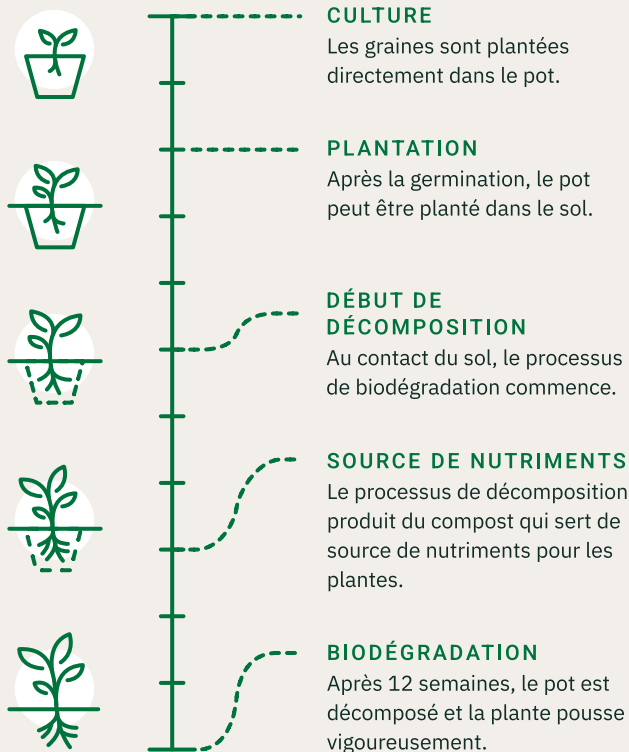 CULTURE
Les graines sont plantées
directement dans le pot.
PLANTATION
Après la germination, le pot
peut être planté dans le sol.
DÉBUT DE
DÉCOMPOSITION
Au contact du sol, le processus
de biodégradation commence.
SOURCE DE NUTRIMENTS
Le processus de décomposition
produit du compost qui sert de
source de nutriments pour les
plantes.
BIODÉGRADATION
Après 12 semaines, le pot est
décomposé et la plante pousse
vigoureusement.